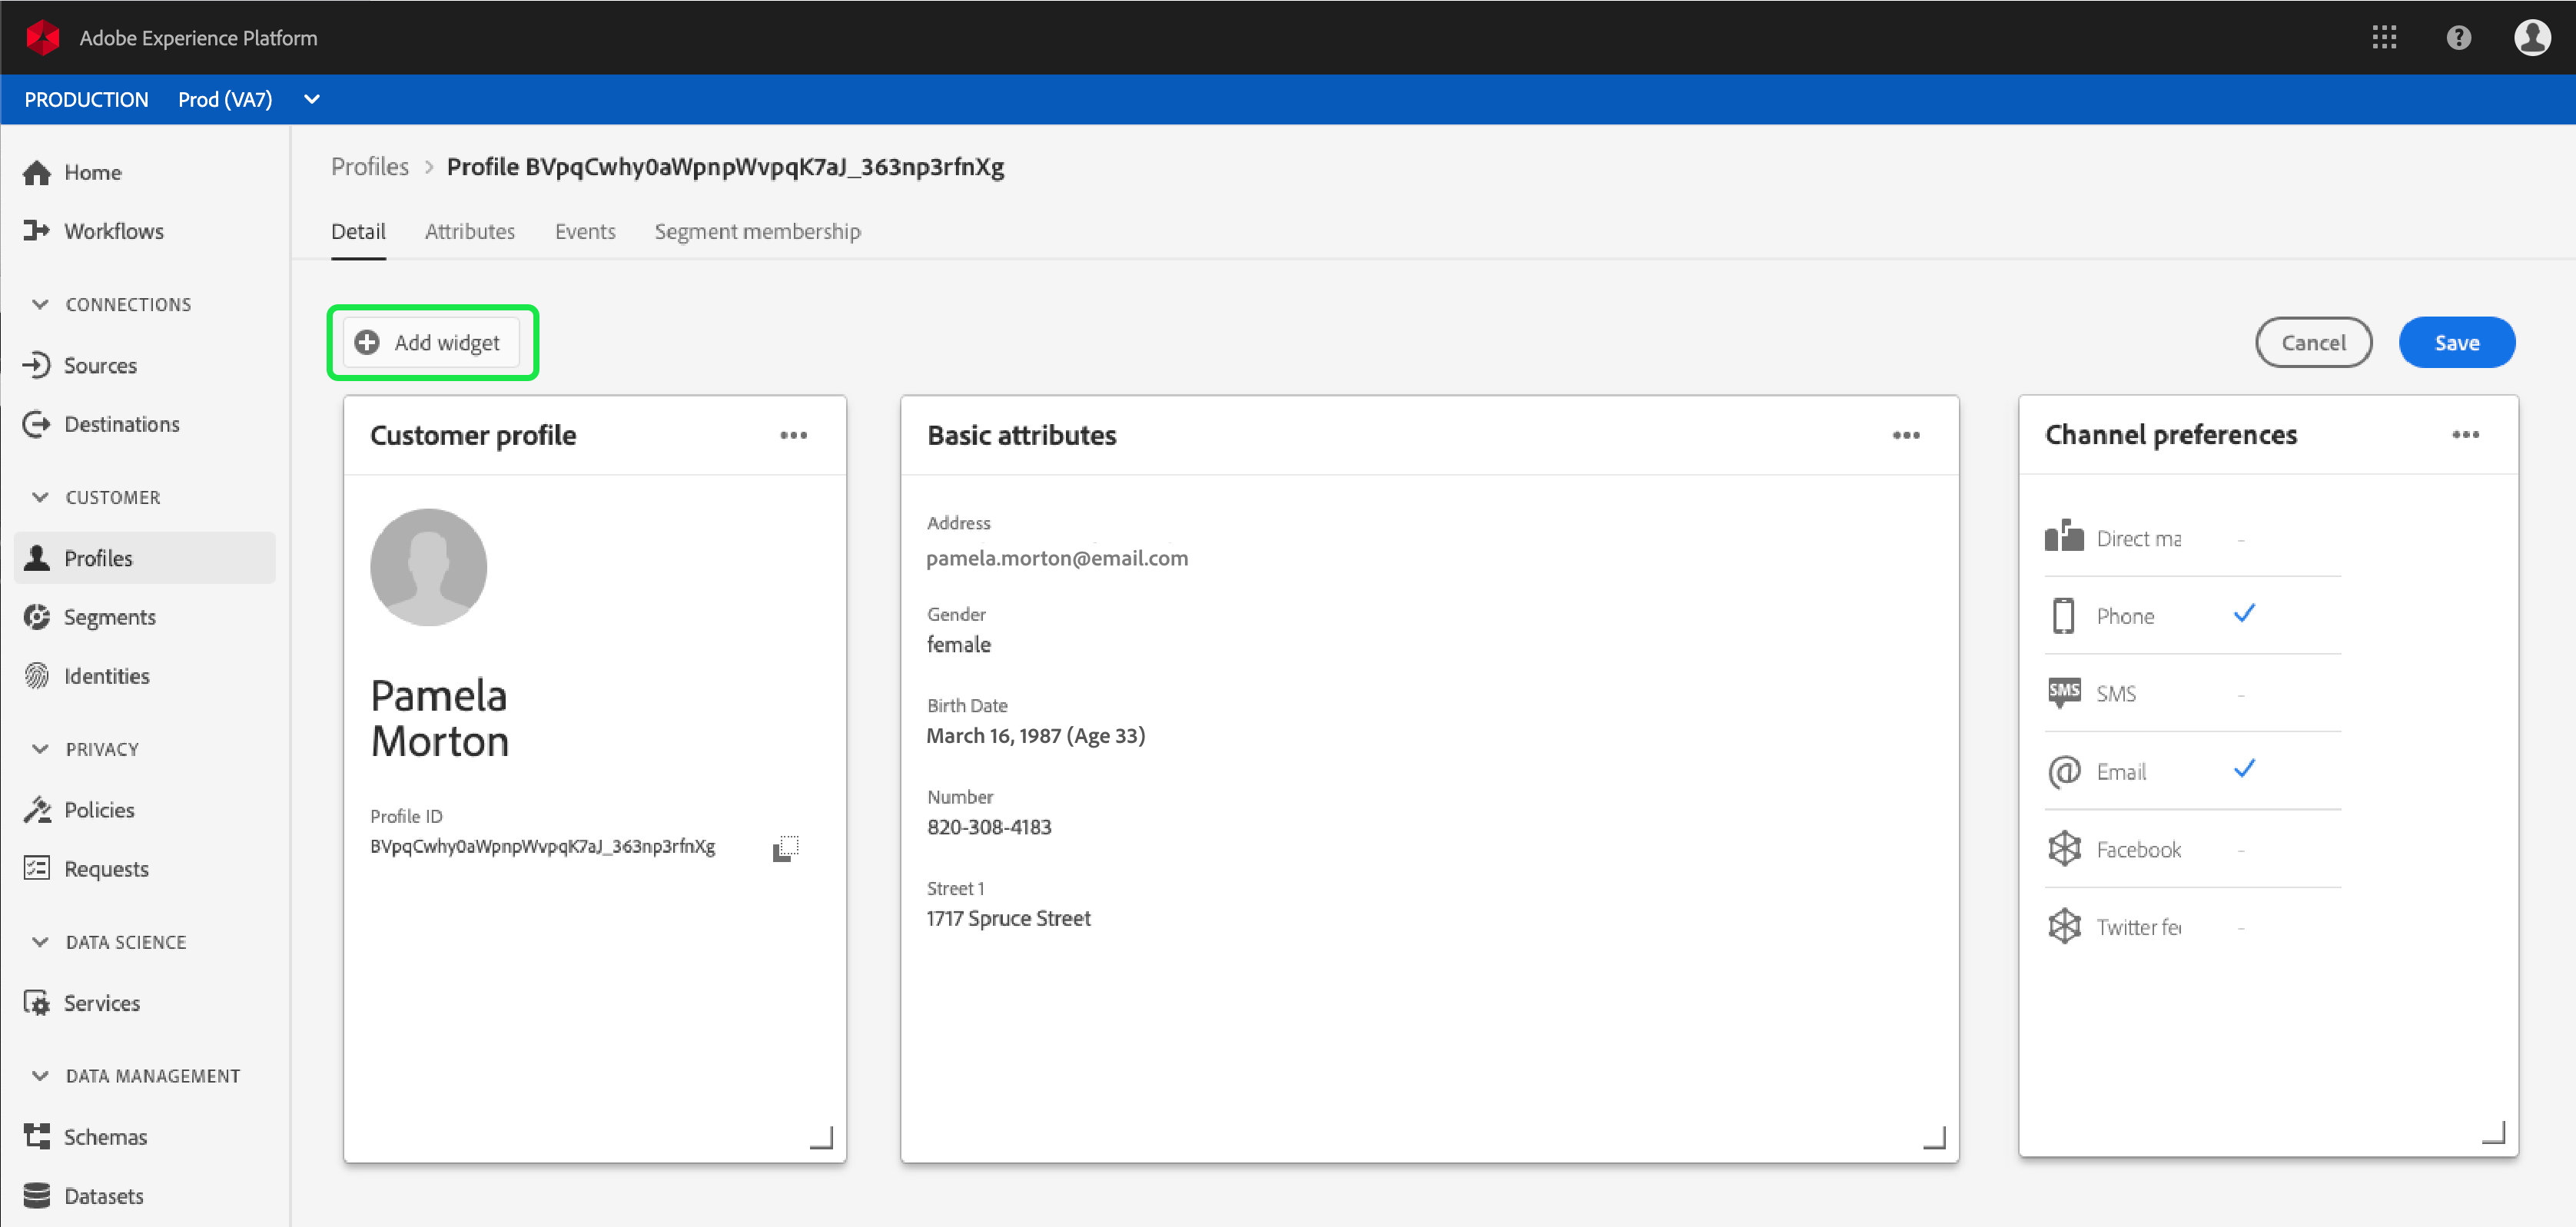 Adobe Experience Platform
PRODUCTION Prod (VA7)
Home
Workflows
CONNECTIONS
Sources
Destinations
CUSTOMER
Profiles
Segments
Identities
PRIVACY
Policies
Requests
DATA SCIENCE
Services
DATA MANAGEMENT
Schemas
Datasets
Profiles > Profile BVpqCwhy0aWpnpWvpqK7aJ_363np3rfnXg
Detail Attributes Events Segment membership
Add widget
Cancel Save
Customer profile
Pamela
Morton
Profile ID
BVpqCwhy0aWpnpWvpqK7aJ_363np3rfnXg
Basic attributes
Address
pamela.morton@email.com
Gender
female
Birth Date
March 16, 1987 (Age 33)
Number
820-308-4183
Street 1
1717 Spruce Street
Channel preferences
Direct ma -
Phone
SMS SMS -
Email
Facebook -
Twitter fe -